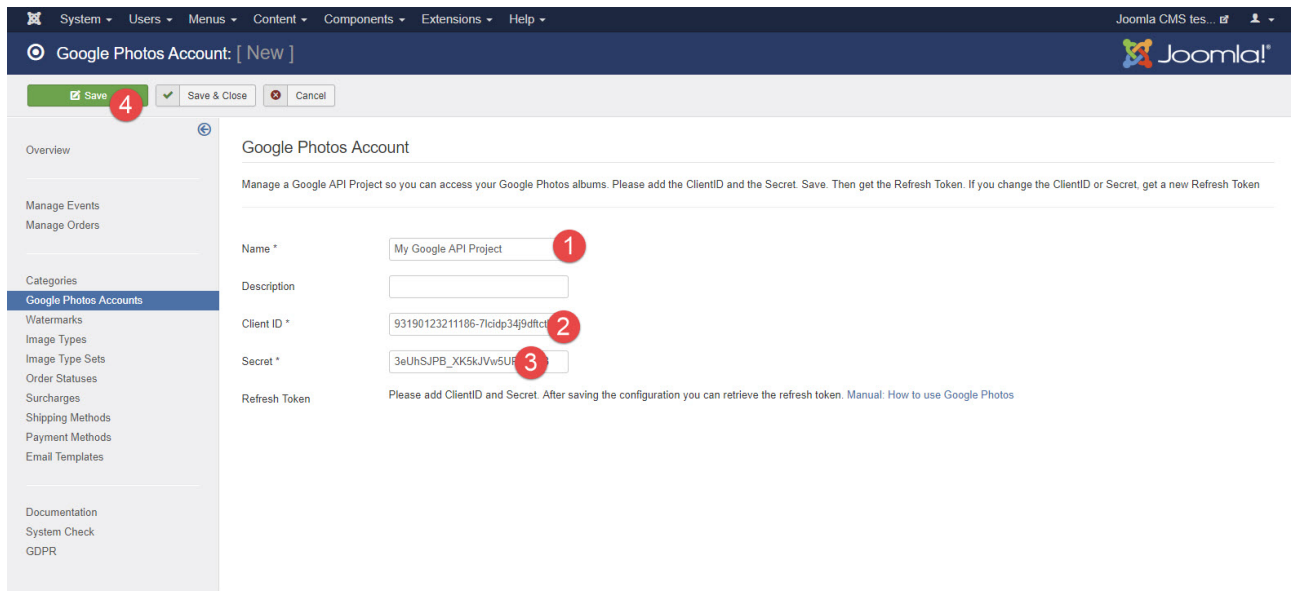 System Users Menus Content Components Extensions Help Joomla CMS tes...
Google Photos Account: [ New ] Joomla!®
Save 4 Save & Close Cancel
Overview
Manage Events
Manage Orders
Categories
Google Photos Accounts
Watermarks
Image Types
Image Type Sets
Order Statuses
Surcharges
Shipping Methods
Payment Methods
Email Templates
Documentation
System Check
GDPR
Google Photos Account
Manage a Google API Project so you can access your Google Photos albums. Please add the ClientID and the Secret. Save. Then get the Refresh Token. If you change the ClientID or Secret, get a new Refresh Token
Name * My Google API Project 1
Description
Client ID * 2
Secret * 3
Refresh Token Please add ClientID and Secret. After saving the configuration you can retrieve the refresh token. Manual: How to use Google Photos